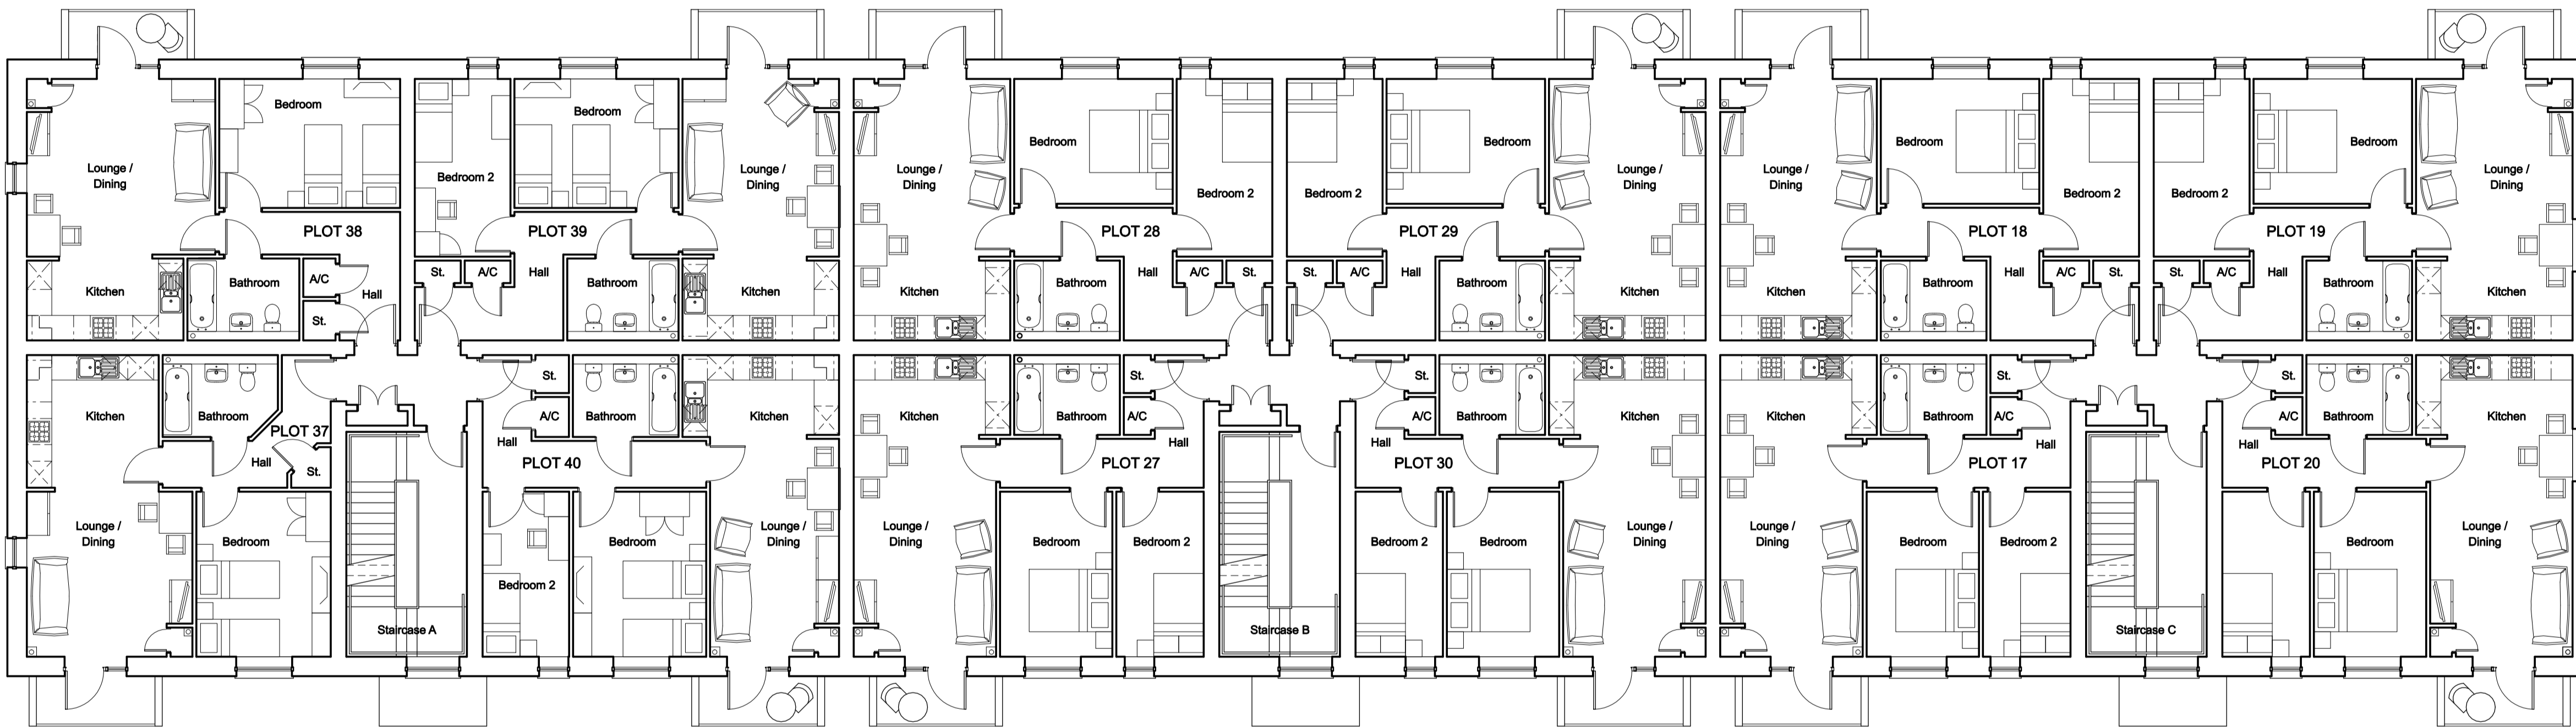 Lounge /
Dining
Bedroom
PLOT 38
Kitchen
Bathroom
A/C
St.
Hall
Bedroom 2
Bedroom
Lounge /
Dining
PLOT 39
St.
A/C
Hall
Bathroom
Kitchen
Lounge /
Dining
Bedroom
Bedroom 2
PLOT 28
Kitchen
Bathroom
Hall
A/C
St.
Bedroom 2
Bedroom
Lounge /
Dining
PLOT 29
St.
A/C
Hall
Bathroom
Kitchen
Lounge /
Dining
Bedroom
Bedroom 2
PLOT 18
Kitchen
Bathroom
Hall
A/C
St.
Bedroom 2
Bedroom
Lounge /
Dining
PLOT 19
St.
A/C
Hall
Bathroom
Kitchen
Kitchen
Bathroom
PLOT 37
Hall
St.
Lounge /
Dining
Bedroom
Staircase A
St.
A/C
Bathroom
Kitchen
Hall
PLOT 40
Bedroom 2
Bedroom
Lounge /
Dining
Kitchen
Bathroom
St.
A/C
Hall
PLOT 27
Lounge /
Dining
Bedroom
Bedroom 2
Staircase B
St.
A/C
Bathroom
Kitchen
Hall
PLOT 30
Bedroom 2
Bedroom
Lounge /
Dining
Kitchen
Bathroom
St.
A/C
Hall
PLOT 17
Lounge /
Dining
Bedroom
Bedroom 2
Staircase C
St.
A/C
Bathroom
Kitchen
Hall
PLOT 20
Bedroom
Lounge /
Dining